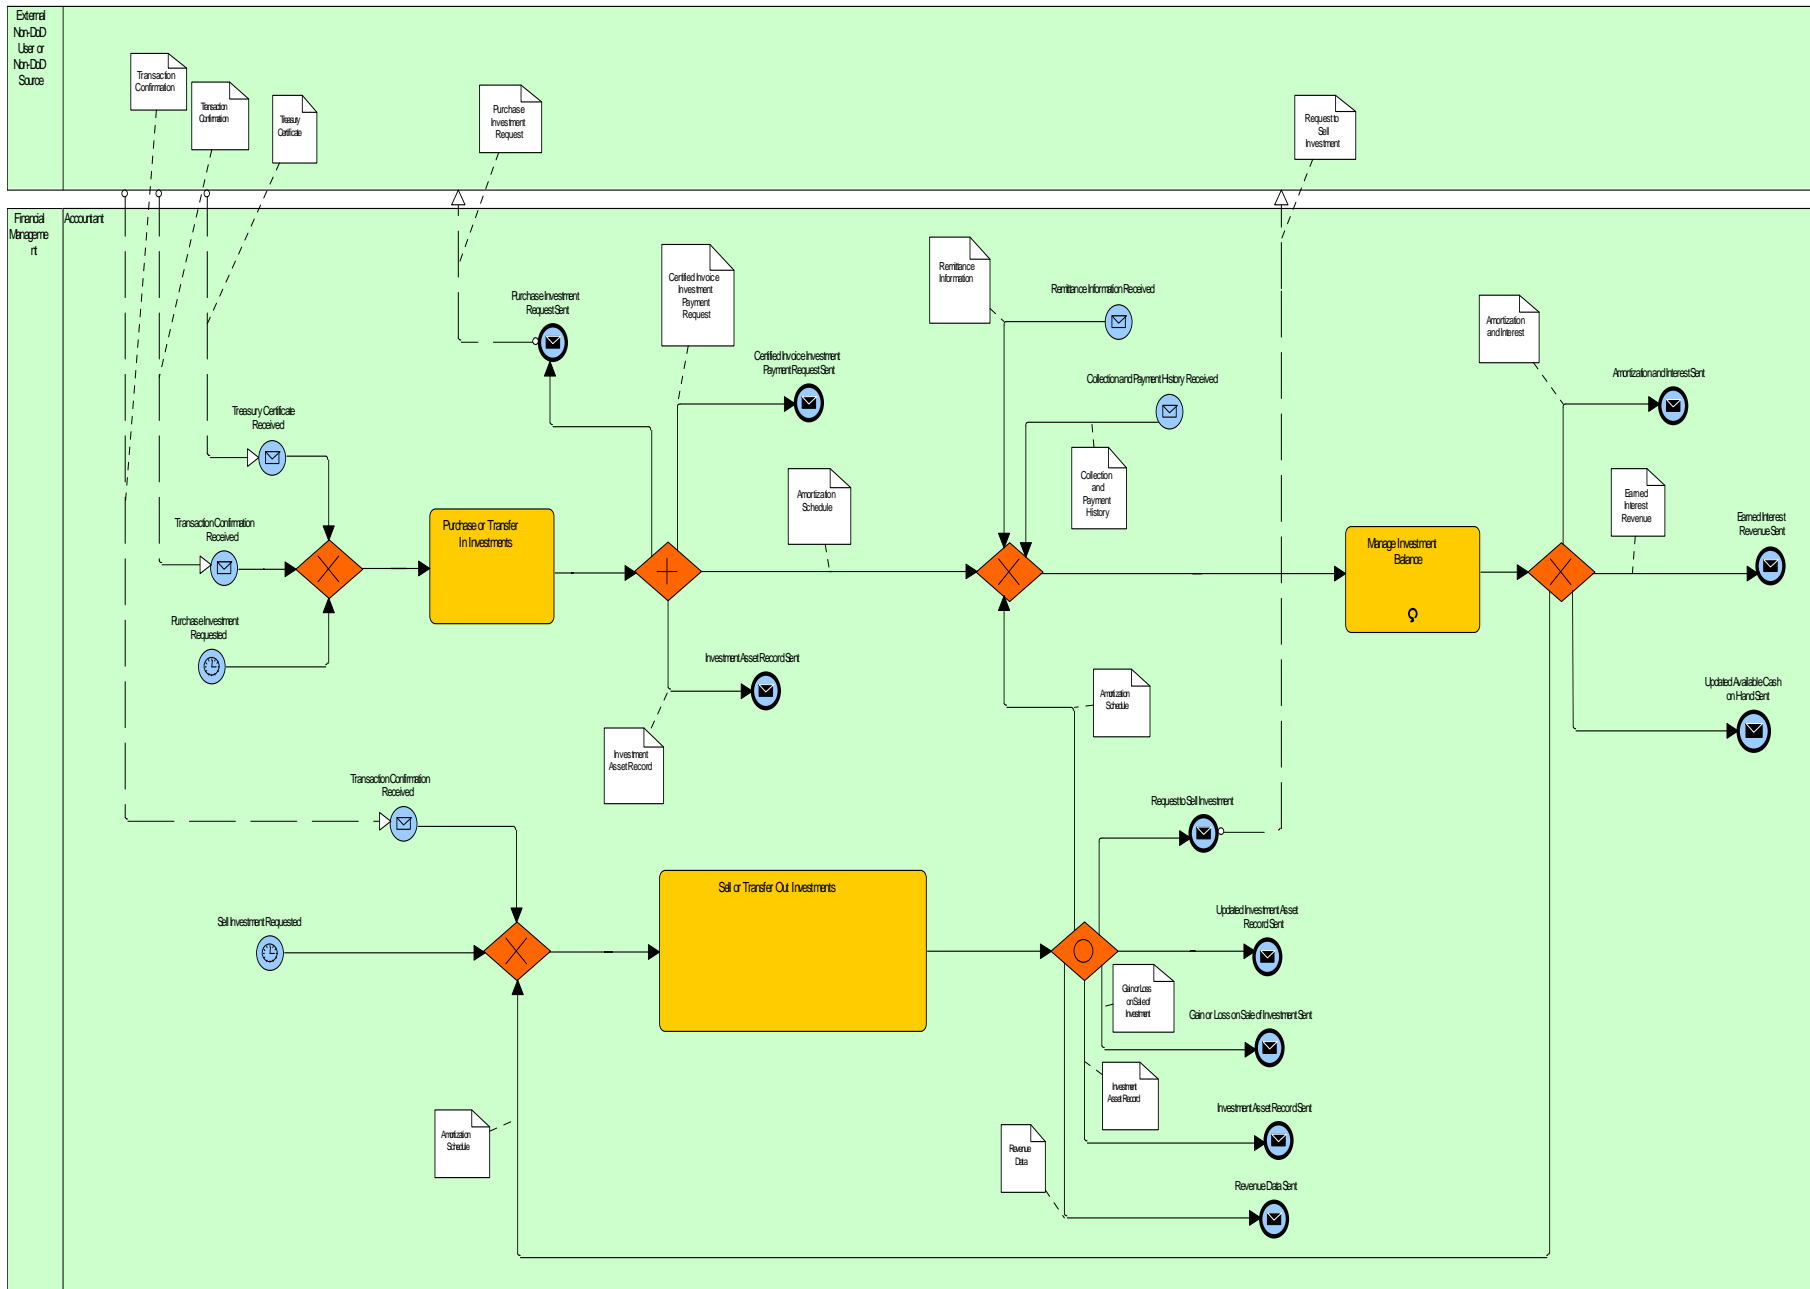 External
Non-DoD
User or
Non-DoD
Source
Transaction
Confirmation
Transaction
Confirmation
Treasury
Certificate
Purchase
Investment
Request
Request to
Sell
Investment
Financial
Manageme
nt
Accountant
Certified Invoice
Investment
Payment
Request
Remittance
Information
Remittance Information Received
Purchase Investment
Request Sent
Amortization
and Interest
Certified Invoice Investment
Payment Request Sent
Collection and Payment History Received
Amortization and Interest Sent
Treasury Certificate
Received
Collection
and
Payment
History
Amortization
Schedule
Earned
Interest
Revenue
Earned Interest
Revenue Sent
Transaction Confirmation
Received
Purchase or Transfer
In Investments
Manage Investment
Balance
Purchase Investment
Requested
Investment Asset Record Sent
Amortization
Schedule
Updated Available Cash
on Hand Sent
Investment
Asset Record
Transaction Confirmation
Received
Request to Sell Investment
Sell or Transfer Out Investments
Sell Investment Requested
Updated Investment Asset
Record Sent
Gain or Loss
on Sale of
Investment
Gain or Loss on Sale of Investment Sent
Investment
Asset Record
Investment Asset Record Sent
Amortization
Schedule
Revenue
Data
Revenue Data Sent